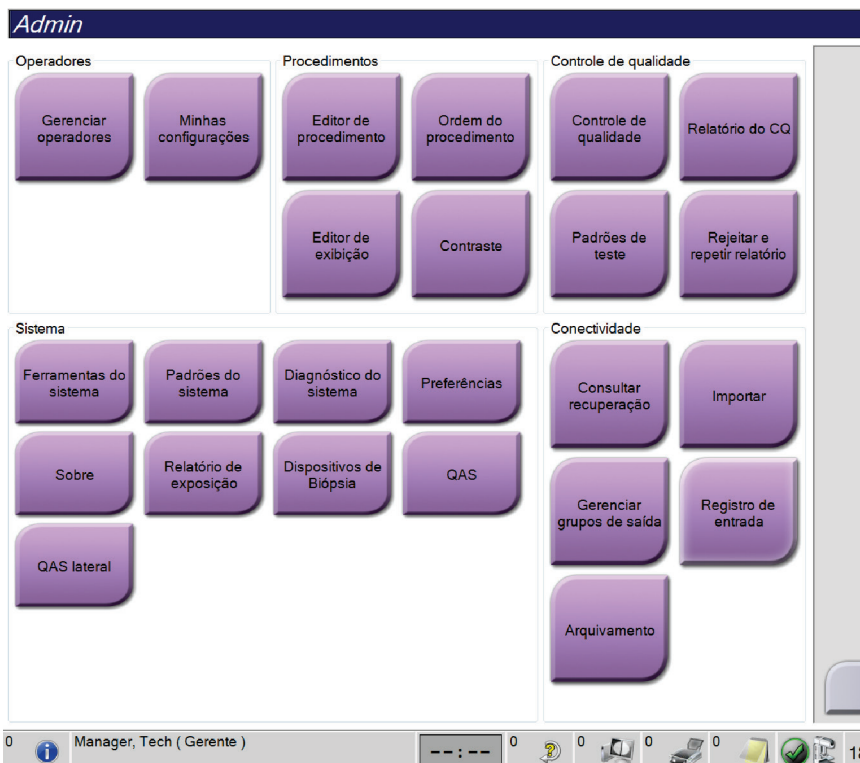 Admin
Operadores
Gerenciar
operadores
Minhas
configurações
Procedimentos
Editor de
procedimento
Ordem do
procedimento
Editor de
exibição
Contraste
Controle de qualidade
Controle de
qualidade
Relatório do CQ
Padrões de
teste
Rejeitar e
repetir relatório
Sistema
Ferramentas do
sistema
Padrões do
sistema
Diagnóstico do
sistema
Preferências
Sobre
Relatório de
exposição
Dispositivos de
Biópsia
QAS
QAS lateral
Conectividade
Consultar
recuperação
Importar
Gerenciar
grupos de saída
Registro de
entrada
Arquivamento
0
Manager, Tech ( Gerente )
--:--
0
0
0
0